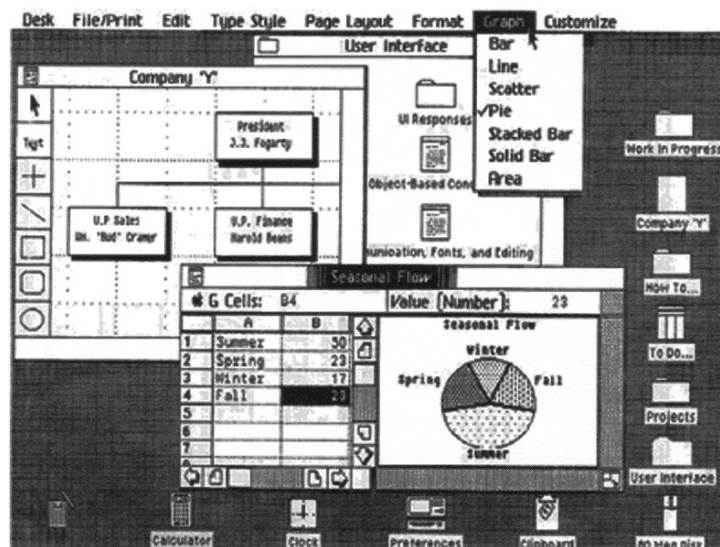 Desk File/Print Edit Type Style Page Layout Format Graph Customize
Bar
Line
Scatter
✓Pie
Stacked Bar
Solid Bar
Area
User Interface
UI Responses
Object-Based Con
unication, Fonts, and Editing
Company "Y"
Text
President
J.J. Fogarty
V.P Sales
Wm. "Bud" Cramer
V.P. Finance
Harold Beans
Seasonal Flow
G Cells: B4 Value (Number): 23
A B
1 Summer 50
2 Spring 23
3 Winter 17
4 Fall 23
5
6
7
Seasonal Flow
Winter
Spring
Fall
Summer
Work In Progress
Company "Y"
How To...
To Do...
Projects
User Interface
Calculator
Clock
Preferences
Clipboard